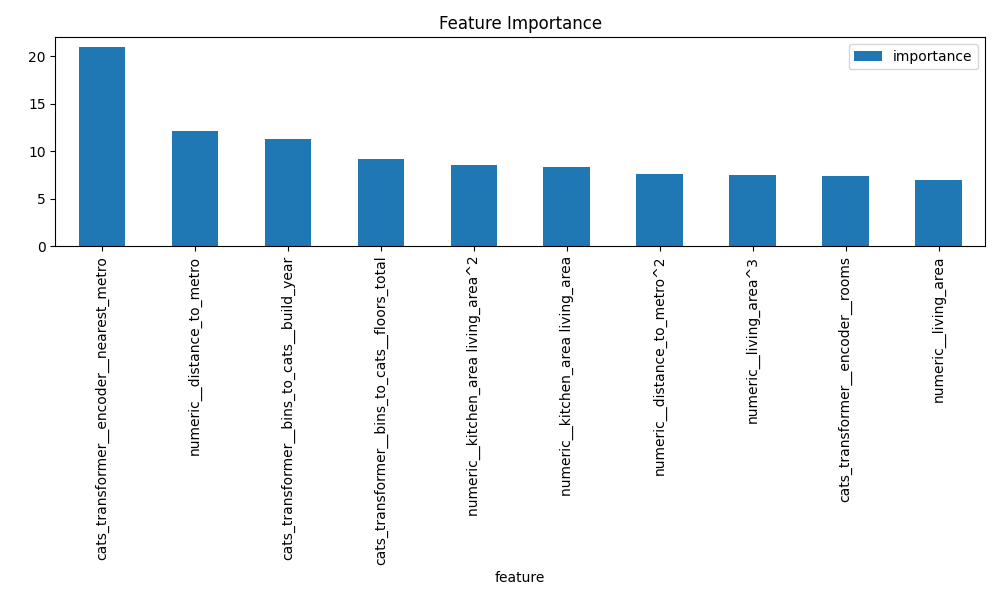 Feature Importance
importance
20
15
10
5
0
cats_transformer__encoder__nearest_metro
numeric__distance_to_metro
cats_transformer__bins_to_cats__build_year
cats_transformer__bins_to_cats__floors_total
numeric__kitchen_area living_area^2
numeric__kitchen_area living_area
numeric__distance_to_metro^2
numeric__living_area^3
cats_transformer__encoder__rooms
numeric__living_area
feature